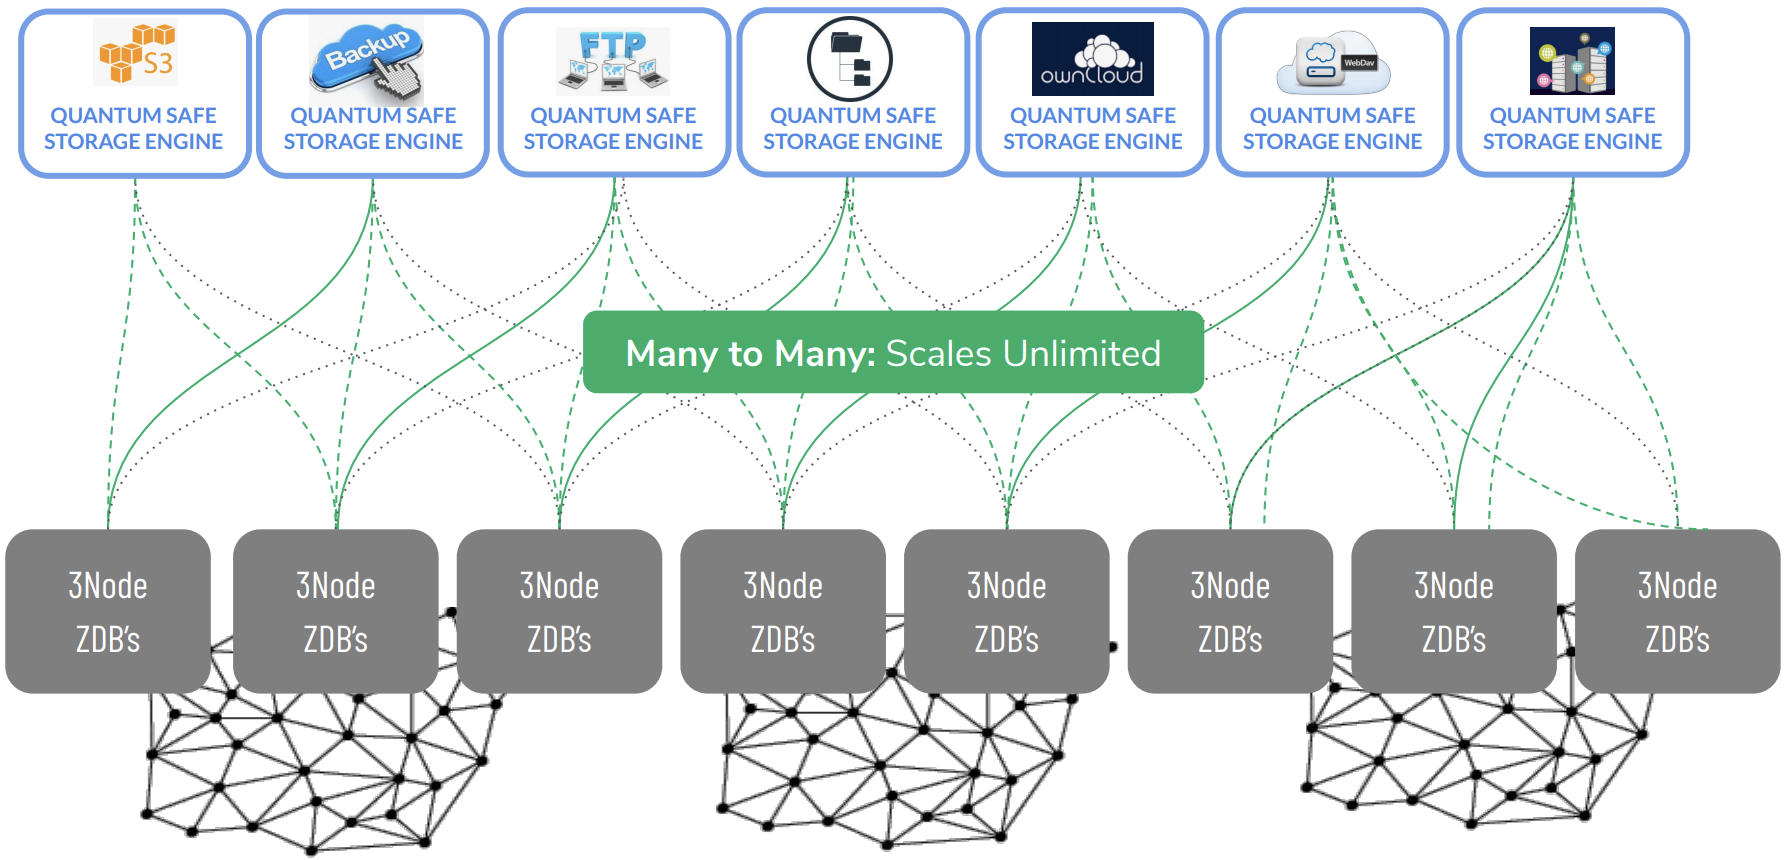 S3
Backup
FTP
ownCloud
WebDav
QUANTUM SAFE
STORAGE ENGINE
QUANTUM SAFE
STORAGE ENGINE
QUANTUM SAFE
STORAGE ENGINE
QUANTUM SAFE
STORAGE ENGINE
QUANTUM SAFE
STORAGE ENGINE
QUANTUM SAFE
STORAGE ENGINE
QUANTUM SAFE
STORAGE ENGINE
Many to Many: Scales Unlimited
3Node
ZDB's
3Node
ZDB's
3Node
ZDB's
3Node
ZDB's
3Node
ZDB's
3Node
ZDB's
3Node
ZDB's
3Node
ZDB's